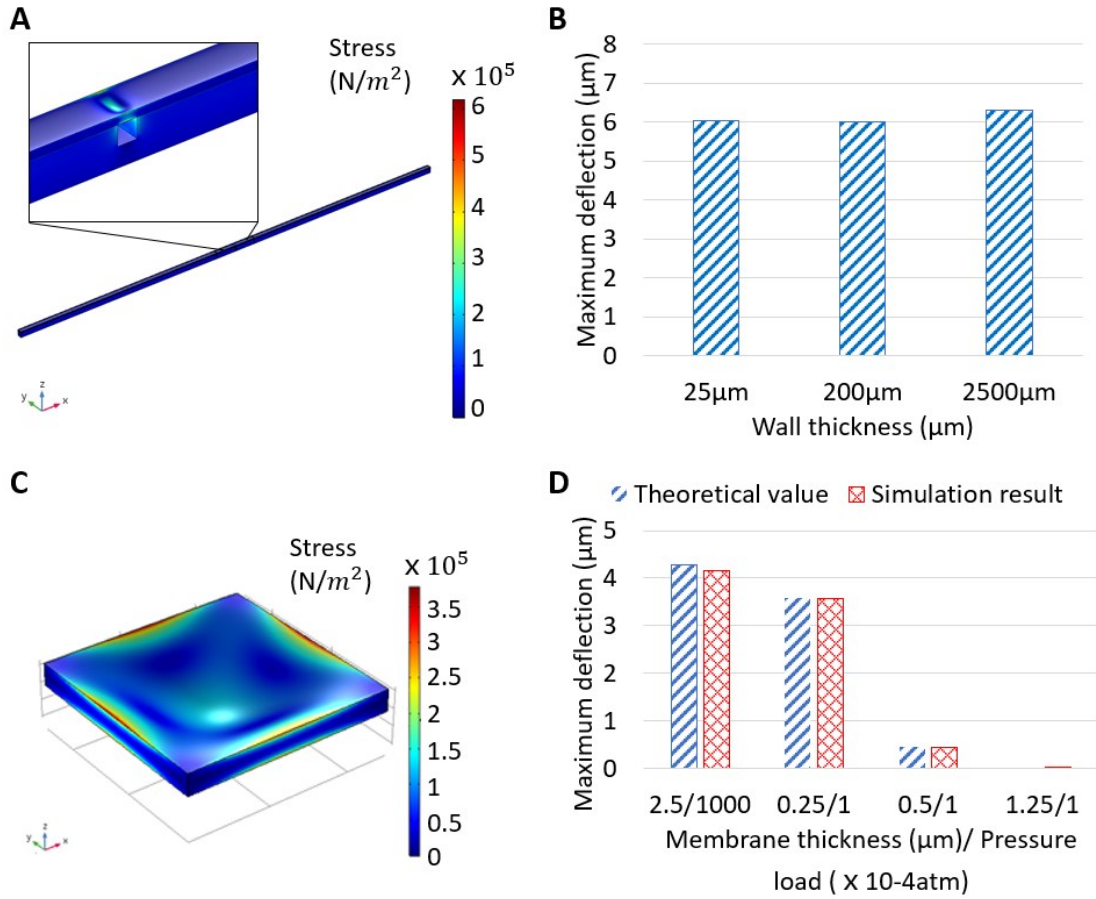 A
Stress
(N/m²)
x 10⁵
6
5
4
3
2
1
0
z
y
x
B
Maximum deflection (µm)
8
7
6
5
4
3
2
1
0
25µm 200µm 2500µm
Wall thickness (µm)
C
Stress
(N/m²)
x 10⁵
3.5
3
2.5
2
1.5
1
0.5
0
z
y
x
D
Theoretical value Simulation result
Maximum deflection (µm)
5
4
3
2
1
0
2.5/1000 0.25/1 0.5/1 1.25/1
Membrane thickness (µm)/ Pressure
load ( x 10-4atm)